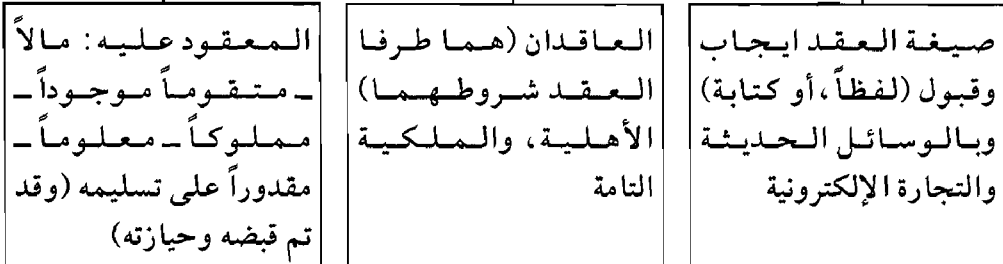 صيغة العقد ايجاب
وقبول (لفظاً، أو كتابة)
وبالوسائل الحديثة
والتجارة الإلكترونية
العاقدان (هما طرفا
العقد شروطهما)
الأهلية، والملكية
التامة
المعقود عليه: مالاً
ـ متقوماً موجوداً ـ
مملوكاً ـ معلوماً ـ
مقدوراً على تسليمه (وقد
تم قبضه وحيازته)